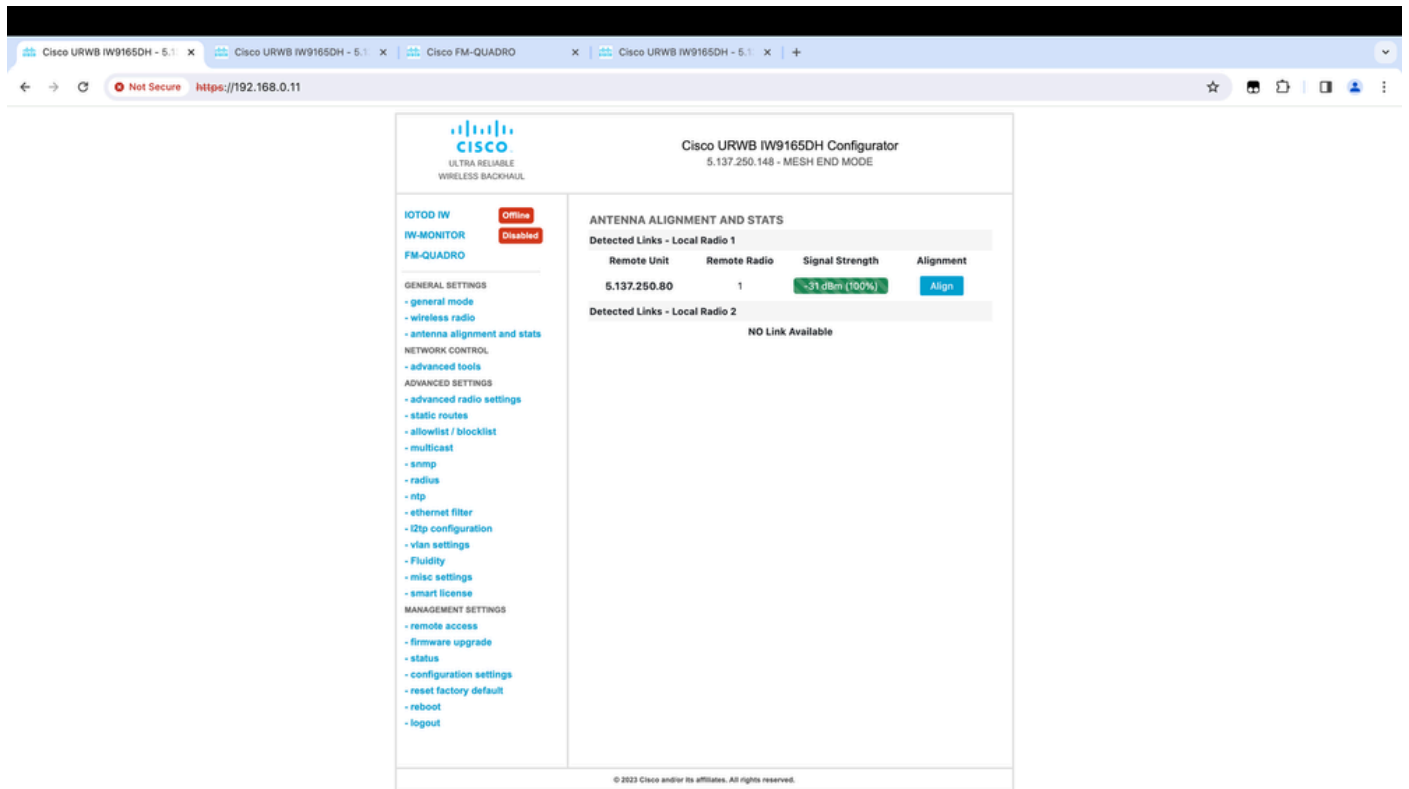 Cisco URWB IW9165DH - 5.1
Cisco URWB IW9165DH - 5.1
Cisco FM-QUADRO
Cisco URWB IW9165DH - 5.1
Not Secure https://192.168.0.11
CISCO
ULTRA RELIABLE
WIRELESS BACKHAUL
Cisco URWB IW9165DH Configurator
5.137.250.148 - MESH END MODE
IOTOD IW Offline
IW-MONITOR Disabled
FM-QUADRO
GENERAL SETTINGS
- general mode
- wireless radio
- antenna alignment and stats
NETWORK CONTROL
- advanced tools
ADVANCED SETTINGS
- advanced radio settings
- static routes
- allowlist / blocklist
- multicast
- snmp
- radius
- ntp
- ethernet filter
- l2tp configuration
- vlan settings
- Fluidity
- misc settings
- smart license
MANAGEMENT SETTINGS
- remote access
- firmware upgrade
- status
- configuration settings
- reset factory default
- reboot
- logout
ANTENNA ALIGNMENT AND STATS
Detected Links - Local Radio 1
Remote Unit Remote Radio Signal Strength Alignment
5.137.250.80 1 -31 dBm (100%) Align
Detected Links - Local Radio 2
NO Link Available
© 2023 Cisco and/or its affiliates. All rights reserved.